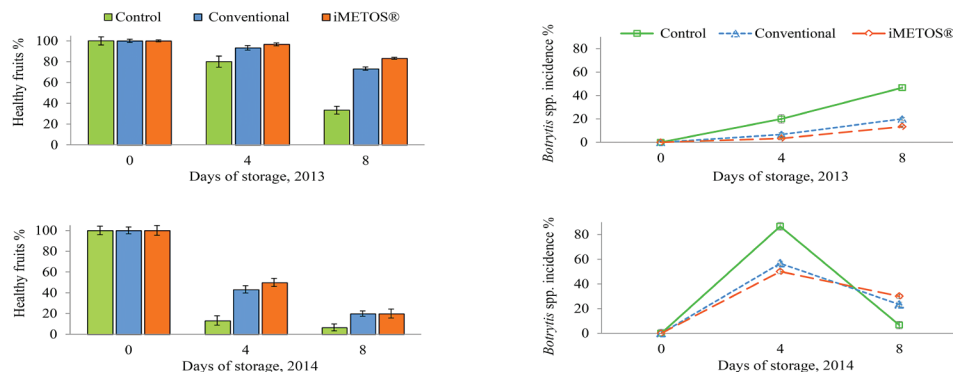 Control Conventional iMETOS®
Healthy fruits %
100
80
60
40
20
0
0 4 8
Days of storage, 2013
Control Conventional iMETOS®
Botrytis spp. incidence %
80
60
40
20
0
0 4 8
Days of storage, 2013
Healthy fruits %
100
80
60
40
20
0
0 4 8
Days of storage, 2014
Botrytis spp. incidence %
80
60
40
20
0
0 4 8
Days of storage, 2014